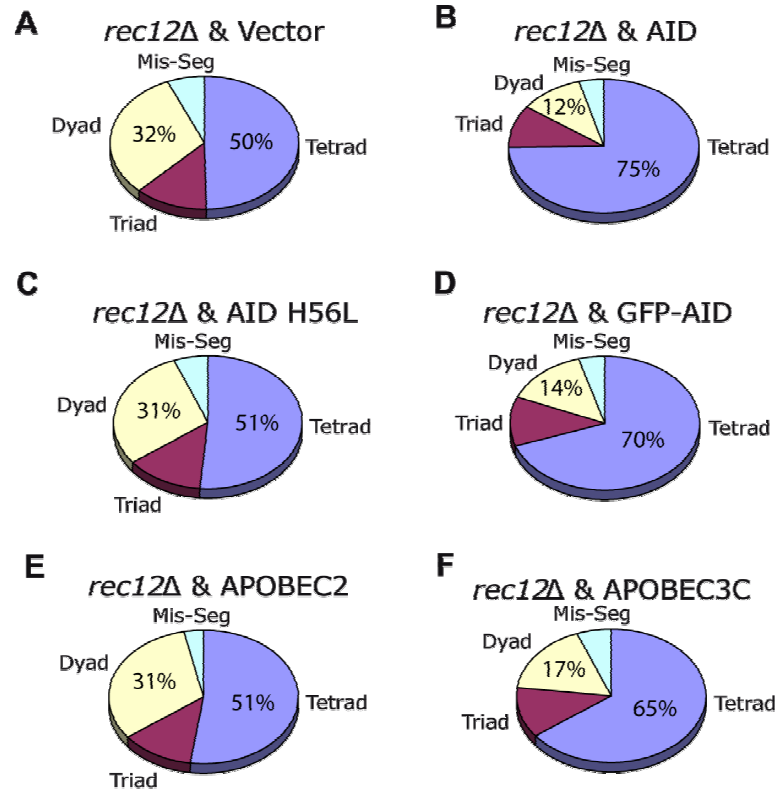 A
rec12Δ & Vector
Mis-Seg
Dyad
32%
50%
Tetrad
Triad
B
rec12Δ & AID
Mis-Seg
Dyad
12%
Triad
Tetrad
75%
C
rec12Δ & AID H56L
Mis-Seg
Dyad
31%
51%
Tetrad
Triad
D
rec12Δ & GFP-AID
Mis-Seg
Dyad
14%
Triad
Tetrad
70%
E
rec12Δ & APOBEC2
Mis-Seg
Dyad
31%
51%
Tetrad
Triad
F
rec12Δ & APOBEC3C
Mis-Seg
Dyad
17%
65%
Tetrad
Triad